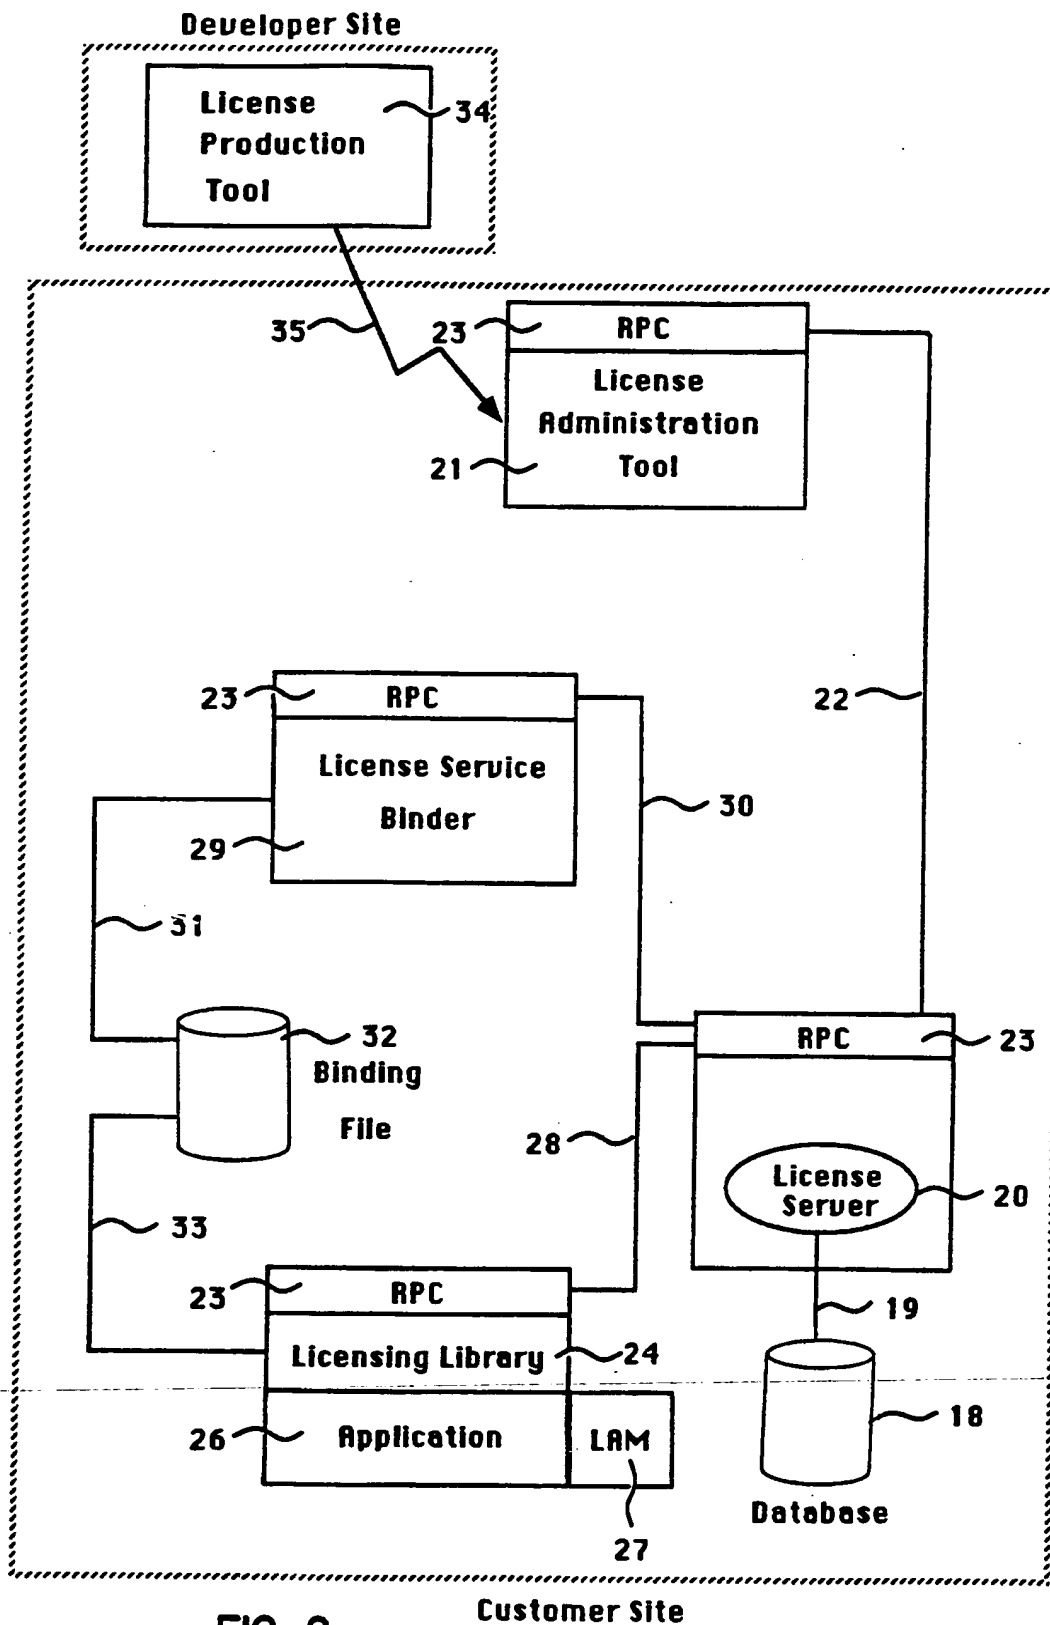 Developer Site
License
Production
Tool
34
35
23
RPC
License
Administration
Tool
21
22
23
RPC
License Service
Binder
29
30
31
32
Binding
File
RPC
23
28
License
Server
20
33
23
RPC
19
Licensing Library
24
26
Application
LAM
18
Database
27
Customer Site